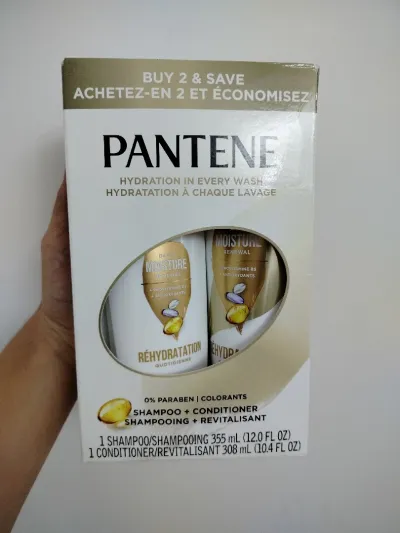 BUY 2 & SAVE
ACHETEZ-EN 2 ET ÉCONOMISEZ
PANTENE
HYDRATION IN EVERY WASH
HYDRATATION À CHAQUE LAVAGE
MOISTURE
MOISTURE
RENEWAL
RÉHYDRATATION
0% PARABEN | COLORANTS
SHAMPOO + CONDITIONER
SHAMPOOING + REVITALISANT
1 SHAMPOO/SHAMPOOING 355 mL (12.0 FL OZ)
1 CONDITIONER/REVITALISANT 308 mL (10.4 FL OZ)